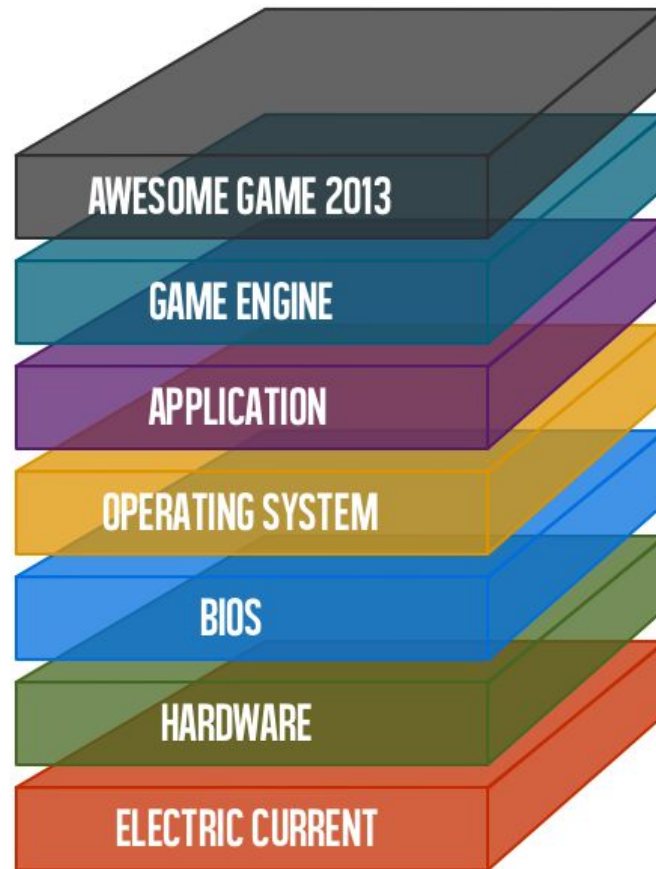 AWESOME GAME 2013
GAME ENGINE
APPLICATION
OPERATING SYSTEM
BIOS
HARDWARE
ELECTRIC CURRENT